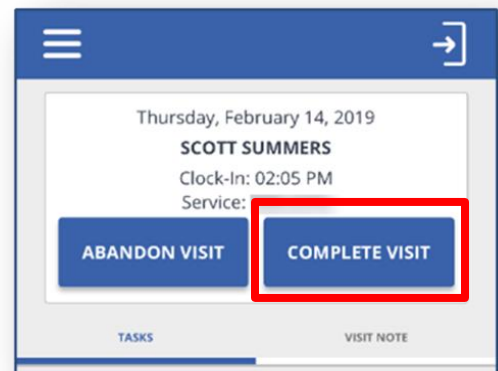 Thursday, February 14, 2019
SCOTT SUMMERS
Clock-In: 02:05 PM
Service:
ABANDON VISIT
COMPLETE VISIT
TASKS
VISIT NOTE